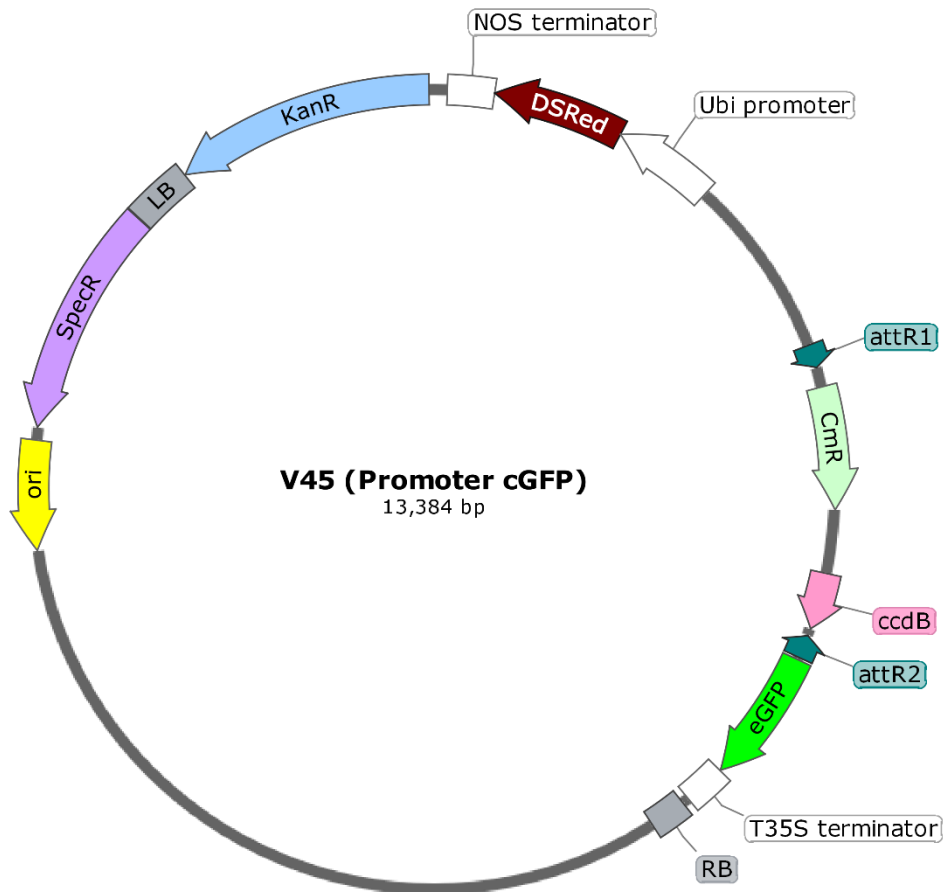 NOS terminator
KanR
DSRed
Ubi promoter
LB
SpecR
attR1
CmR
ori
V45 (Promoter cGFP)
13,384 bp
ccdB
attR2
eGFP
T35S terminator
RB